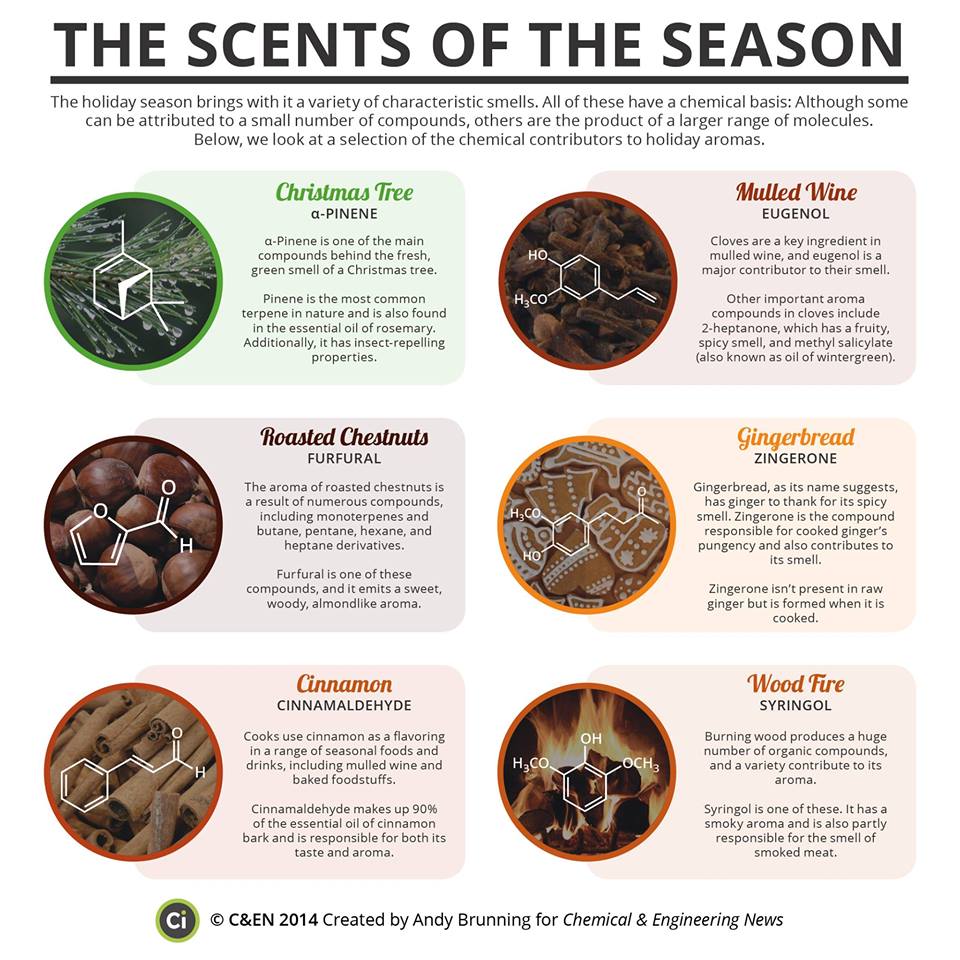 THE SCENTS OF THE SEASON
The holiday season brings with it a variety of characteristic smells. All of these have a chemical basis: Although some
can be attributed to a small number of compounds, others are the product of a larger range of molecules.
Below, we look at a selection of the chemical contributors to holiday aromas.
Christmas Tree
α-PINENE
α-Pinene is one of the main
compounds behind the fresh,
green smell of a Christmas tree.
Pinene is the most common
terpene in nature and is also found
in the essential oil of rosemary.
Additionally, it has insect-repelling
properties.
Mulled Wine
EUGENOL
HO
H₃CO
Cloves are a key ingredient in
mulled wine, and eugenol is a
major contributor to their smell.
Other important aroma
compounds in cloves include
2-heptanone, which has a fruity,
spicy smell, and methyl salicylate
(also known as oil of wintergreen).
Roasted Chestnuts
FURFURAL
O
O
H
The aroma of roasted chestnuts is
a result of numerous compounds,
including monoterpenes and
butane, pentane, hexane, and
heptane derivatives.
Furfural is one of these
compounds, and it emits a sweet,
woody, almondlike aroma.
Gingerbread
ZINGERONE
O
H₃CO
HO
Gingerbread, as its name suggests,
has ginger to thank for its spicy
smell. Zingerone is the compound
responsible for cooked ginger's
pungency and also contributes to
its smell.
Zingerone isn't present in raw
ginger but is formed when it is
cooked.
Cinnamon
CINNAMALDEHYDE
O
H
Cooks use cinnamon as a flavoring
in a range of seasonal foods and
drinks, including mulled wine and
baked foodstuffs.
Cinnamaldehyde makes up 90%
of the essential oil of cinnamon
bark and is responsible for both its
taste and aroma.
Wood Fire
SYRINGOL
OH
H₃CO OCH₃
Burning wood produces a huge
number of organic compounds,
and a variety contribute to its
aroma.
Syringol is one of these. It has a
smoky aroma and is also partly
responsible for the smell of
smoked meat.
Ci © C&EN 2014 Created by Andy Brunning for Chemical & Engineering News